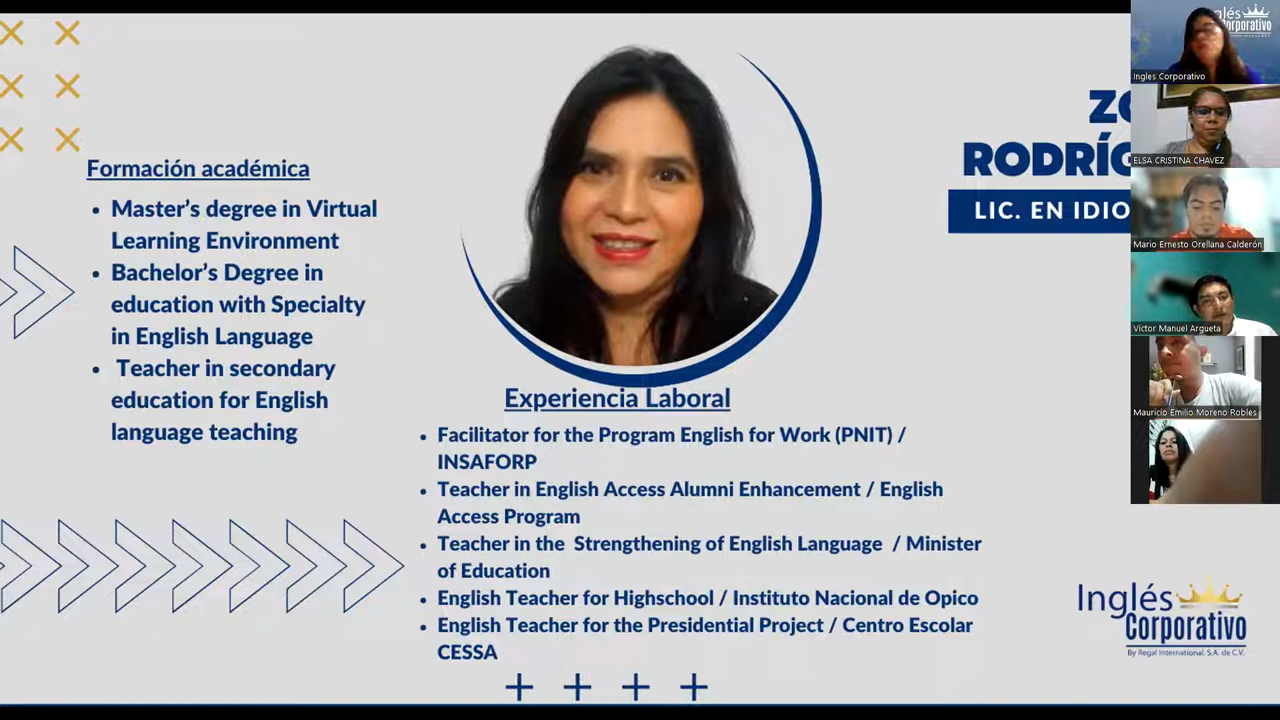 Formación académica
Master's degree in Virtual
Learning Environment
Bachelor's Degree in
education with Specialty
in English Language
Teacher in secondary
education for English
language teaching
LIC. EN
Experiencia Laboral
Facilitator for the Program English for Work (PNIT) /
INSAFORP
Teacher in English Access Alumni Enhancement / English
Access Program
Teacher in the Strengthening of English Language / Minister
of Education
English Teacher for Highschool / Instituto Nacional de Opico
English Teacher for the Presidential Project / Centro Escolar
CESSA
Inglés
Corporativo
By Regal International, S.A. de C.V.
Ingles Corporativo
ELSA CRISTINA CHAVEZ
Mario Ernesto Orellana Calderón
Victor Manuel Argueta
Mauricio Emilio Moreno Robles